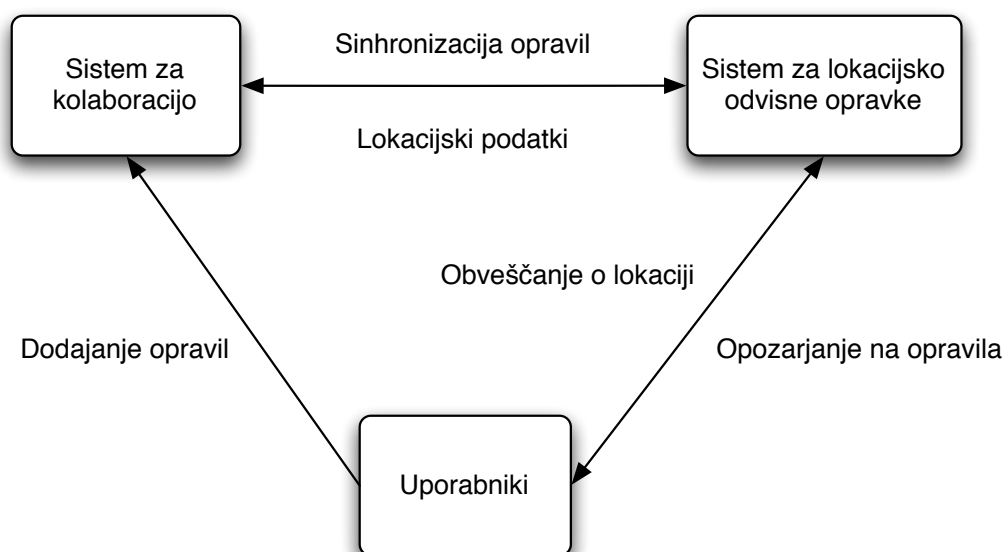 Sinhronizacija opravil
Sistem za
kolaboracijo
Sistem za lokacijsko
odvisne opravke
Lokacijski podatki
Obveščanje o lokaciji
Dodajanje opravil
Opozarjanje na opravila
Uporabniki